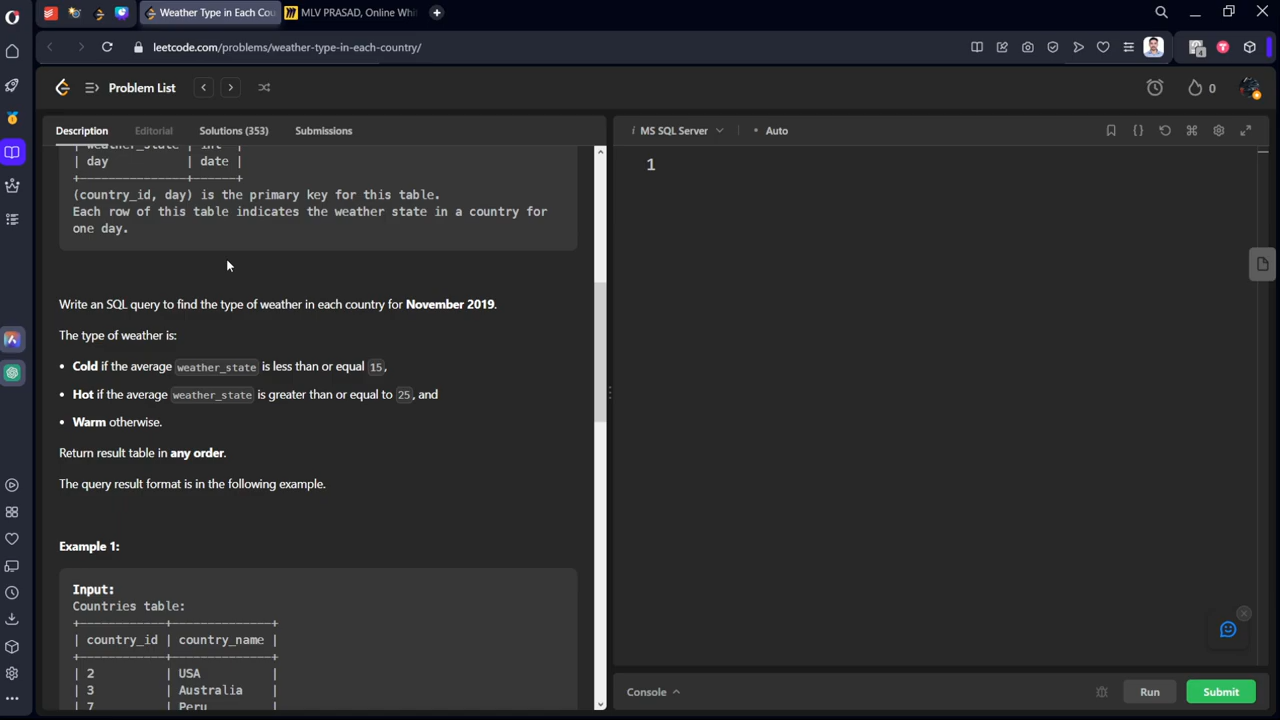 Weather Type in Each Cou
MLV PRASAD, Online Whit
leetcode.com/problems/weather-type-in-each-country/
4
Problem List
0
Description
Editorial
Solutions (353)
Submissions
MS SQL Server
Auto
| weather_state | int |
| day | date |
+---------------+------+
(country_id, day) is the primary key for this table.
Each row of this table indicates the weather state in a country for
one day.
1
Write an SQL query to find the type of weather in each country for November 2019.
The type of weather is:
• Cold if the average weather_state is less than or equal 15,
• Hot if the average weather_state is greater than or equal to 25, and
• Warm otherwise.
Return result table in any order.
The query result format is in the following example.
Example 1:
Input:
Countries table:
+------------+--------------+
| country_id | country_name |
+------------+--------------+
| 2 | USA |
| 3 | Australia |
| 7 | Peru |
Console
Run
Submit